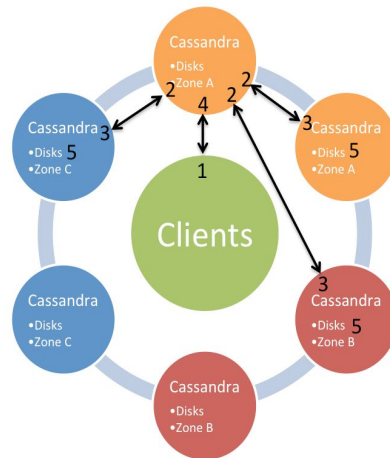 Cassandra
•Disks
•Zone A
2
4
2
2
Cassandra
•Disks 5
•Zone C
3
3
Cassandra
•Disks 5
•Zone A
1
Clients
Cassandra
•Disks
•Zone C
3
Cassandra
•Disks 5
•Zone B
Cassandra
•Disks
•Zone B